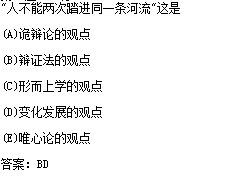 “人不能两次踏进同一条河流“这是
(A)诡辩论的观点
(B)辩证法的观点
(C)形而上学的观点
(D)变化发展的观点
(E)唯心论的观点
答案：BD